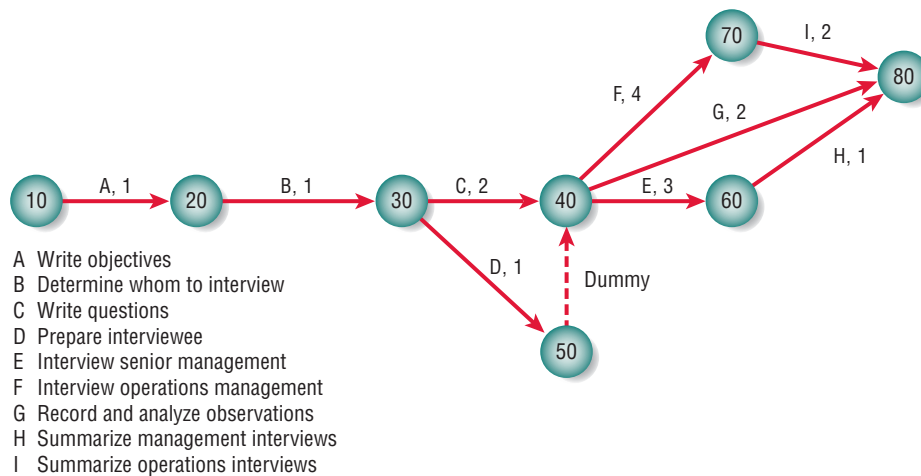 70
I, 2
80
F, 4
G, 2
H, 1
10
A, 1
20
B, 1
30
C, 2
40
E, 3
60
D, 1
Dummy
50
A Write objectives
B Determine whom to interview
C Write questions
D Prepare interviewee
E Interview senior management
F Interview operations management
G Record and analyze observations
H Summarize management interviews
I Summarize operations interviews